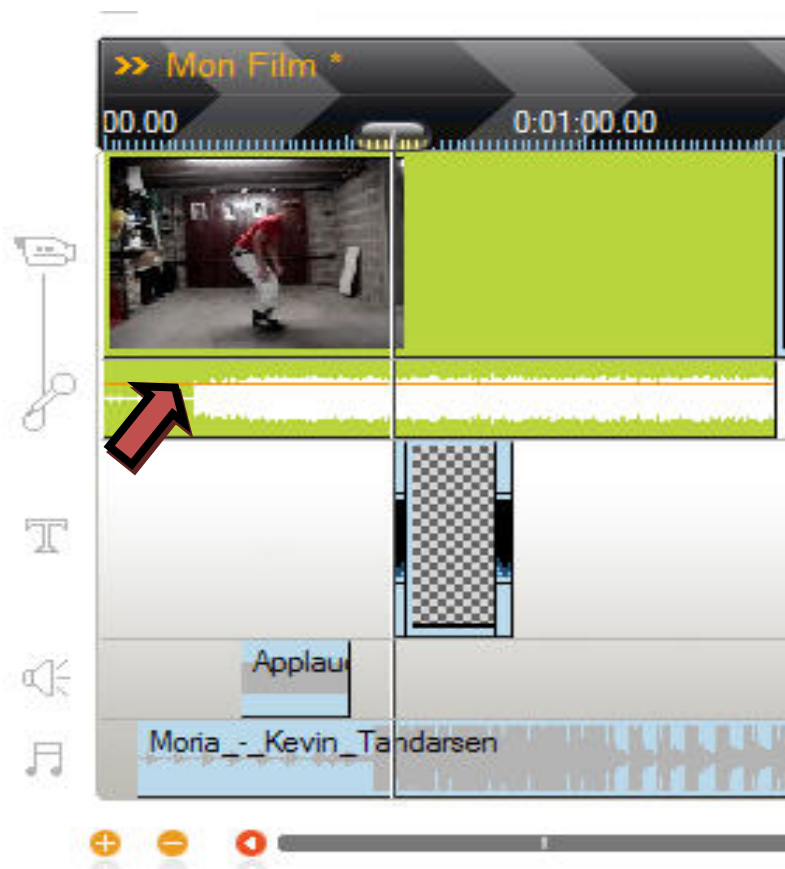 >> Mon Film *
00.00 0:01:00.00
T
Applau
Moria_-_Kevin_Tandarsen